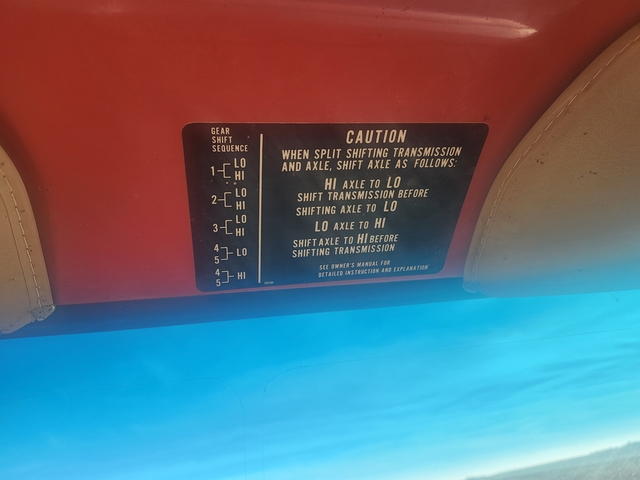 GEAR
SHIFT
SEQUENCE
1 LO
HI
2 LO
HI
3 LO
HI
4
5 LO
4
5 HI
CAUTION
WHEN SPLIT SHIFTING TRANSMISSION
AND AXLE, SHIFT AXLE AS FOLLOWS:
HI AXLE TO LO
SHIFT TRANSMISSION BEFORE
SHIFTING AXLE TO LO
LO AXLE TO HI
SHIFT AXLE TO HI BEFORE
SHIFTING TRANSMISSION
SEE OWNER'S MANUAL FOR
DETAILED INSTRUCTION AND EXPLANATION